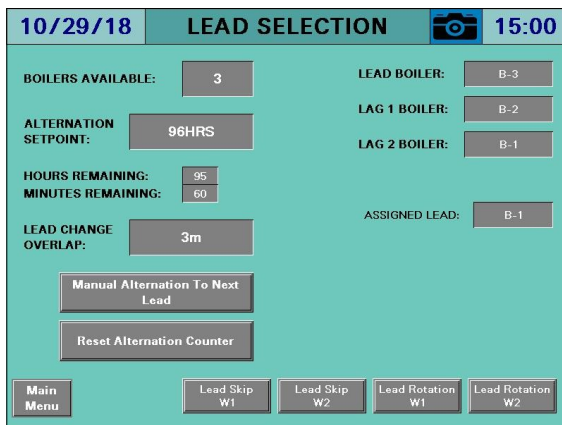 10/29/18 LEAD SELECTION 15:00
BOILERS AVAILABLE: 3
LEAD BOILER: B-3
LAG 1 BOILER: B-2
ALTERNATION
SETPOINT: 96HRS
LAG 2 BOILER: B-1
HOURS REMAINING: 95
MINUTES REMAINING: 60
ASSIGNED LEAD: B-1
LEAD CHANGE
OVERLAP: 3m
Manual Alternation To Next
Lead
Reset Alternation Counter
Main
Menu
Lead Skip
W1
Lead Skip
W2
Lead Rotation
W1
Lead Rotation
W2